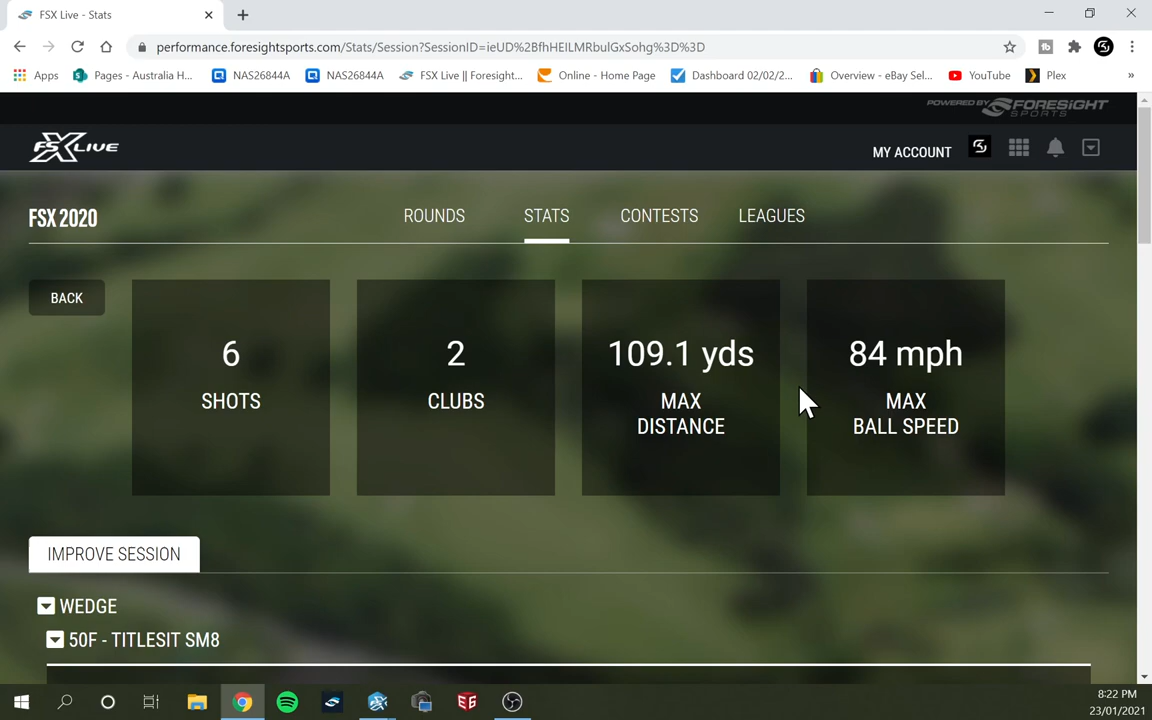 FSX Live - Stats
performance.foresightsports.com/Stats/Session?SessionID=ieUD%2BfhHEILMRbulGxSohg%3D%3D
Apps
Pages - Australia H...
NAS26844A
NAS26844A
FSX Live || Foresight...
Online - Home Page
Dashboard 02/02/2...
Overview - eBay Sel...
YouTube
Plex
»
POWERED BY FORESIGHT SPORTS
FSX LIVE
MY ACCOUNT
FSX 2020
ROUNDS
STATS
CONTESTS
LEAGUES
BACK
6
SHOTS
2
CLUBS
109.1 yds
MAX
DISTANCE
84 mph
MAX
BALL SPEED
IMPROVE SESSION
WEDGE
50F - TITLESIT SM8
8:22 PM
23/01/2021